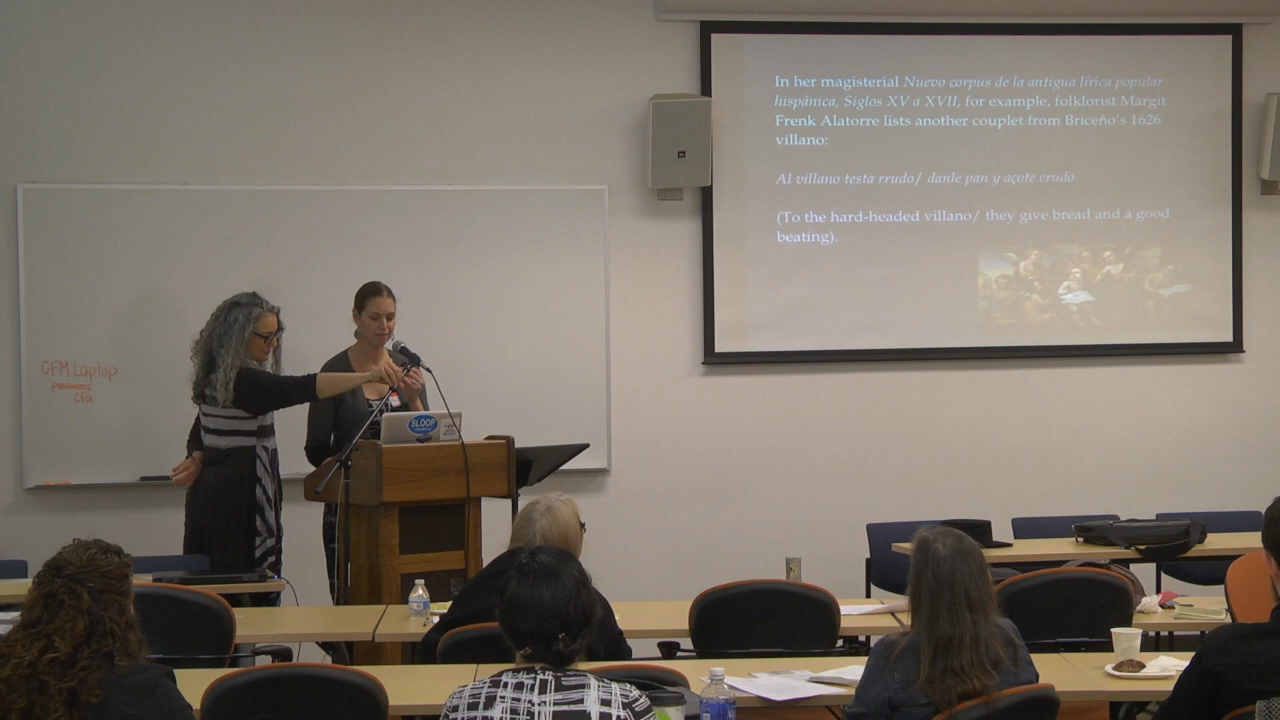 In her magisterial Nuevo corpus de la antigua lírica popular
hispánica, Siglos XV a XVII, for example, folklorist Margit
Frenk Alatorre lists another couplet from Briceño's 1626
villano:
Al villano testa rrudo/ danle pan y açote crudo
(To the hard-headed villano/ they give bread and a good
beating).
CFM Laptop
cfa
SLOOP